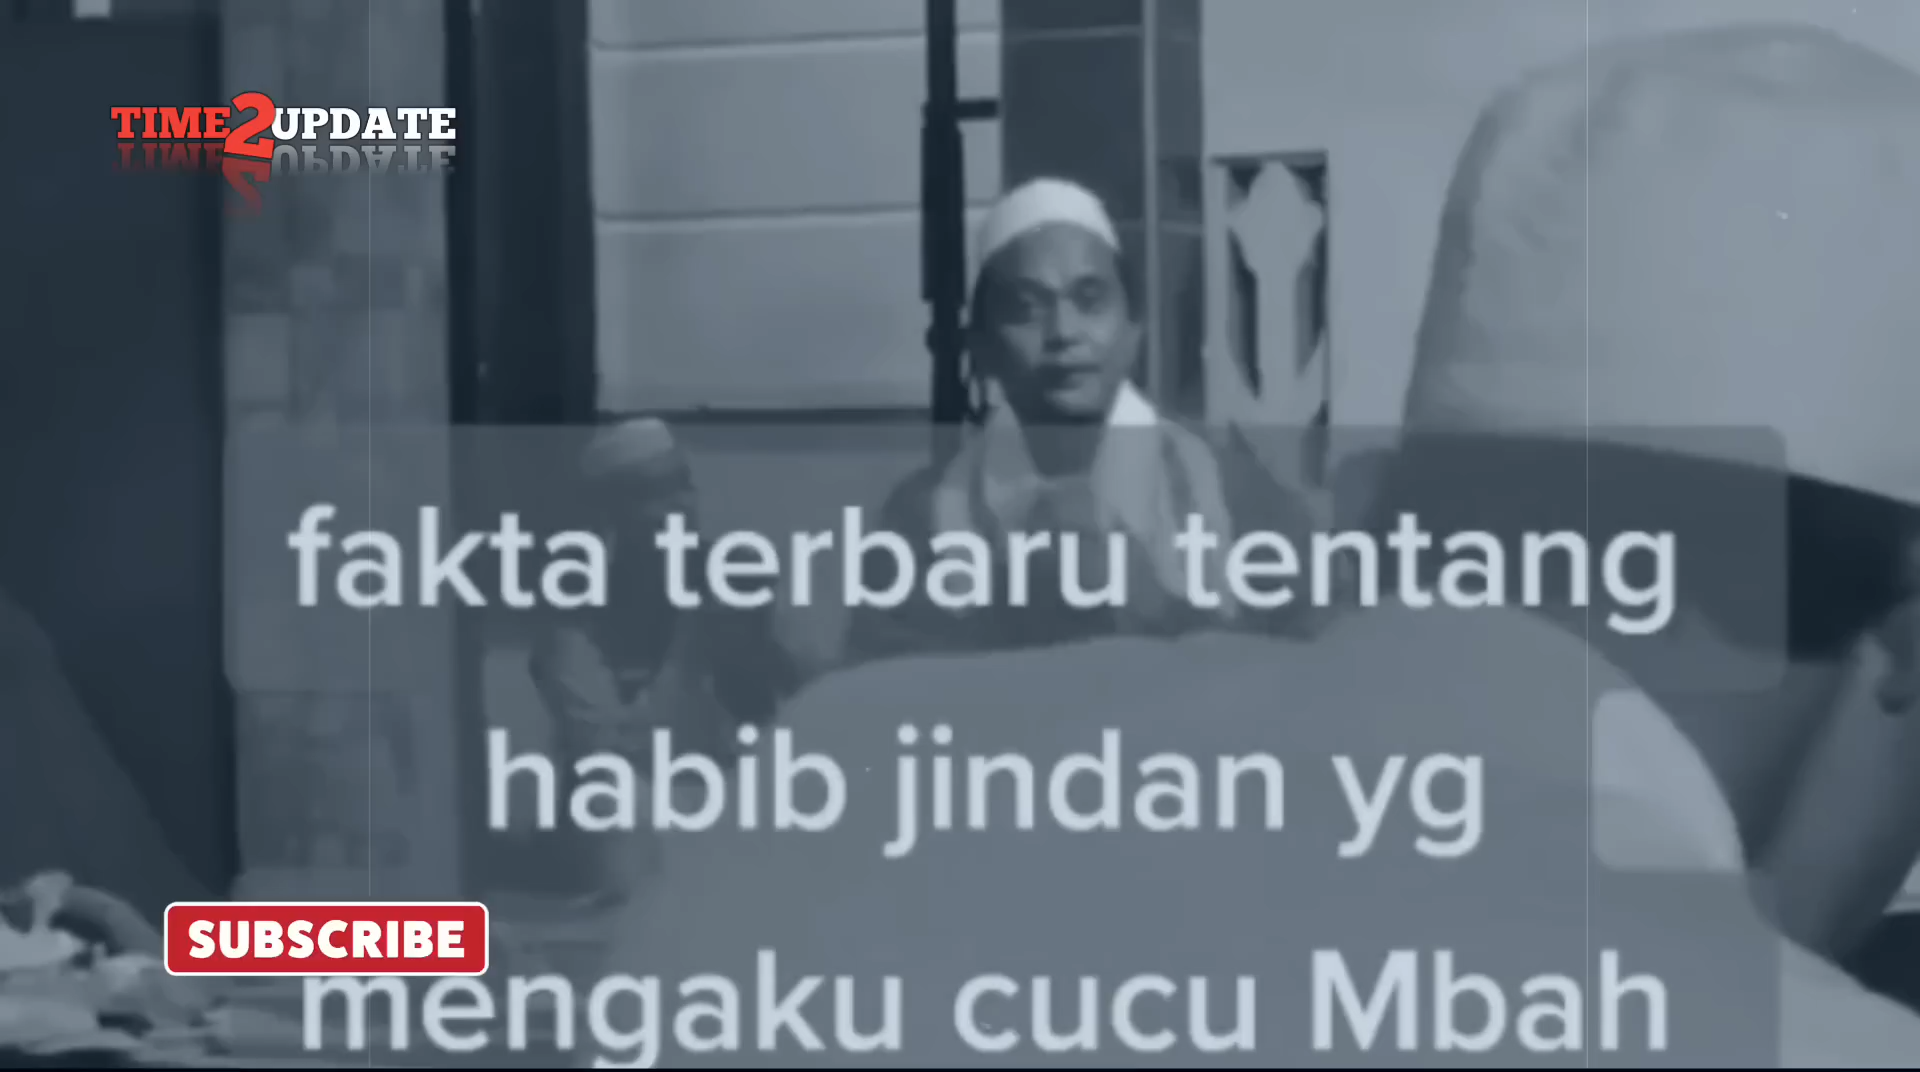 TIME2UPDATE
fakta terbaru tentang
habib jindan yg
SUBSCRIBE
mengaku cucu Mbah